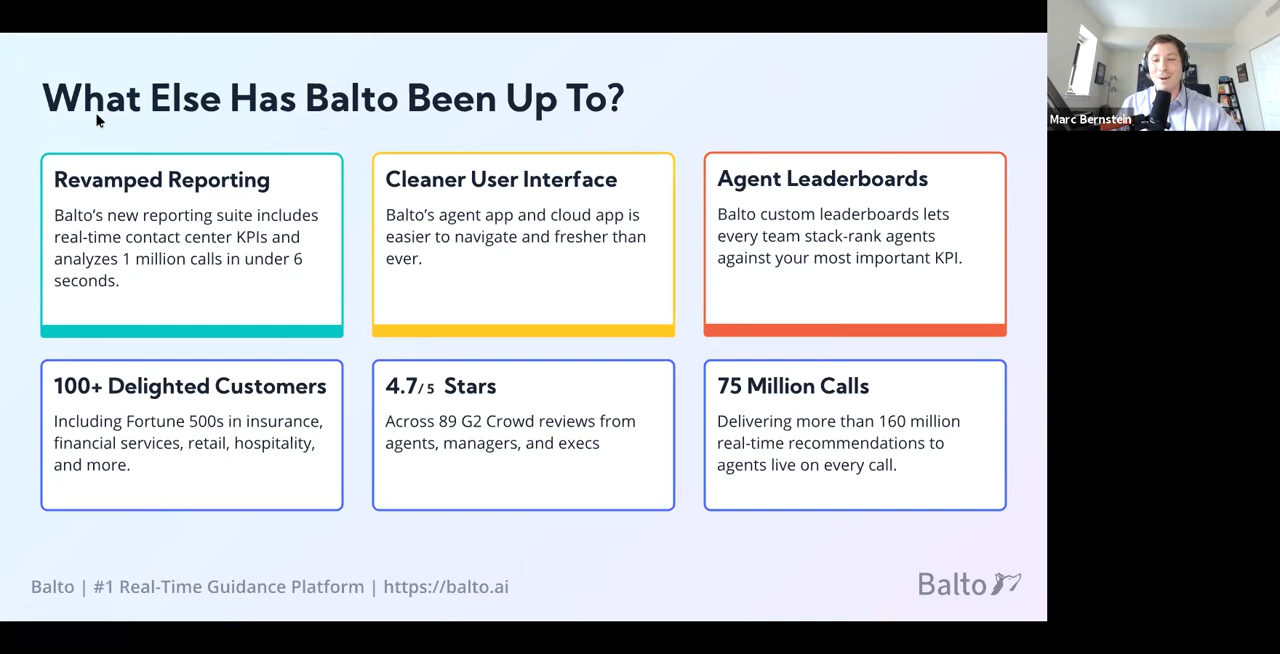 What Else Has Balto Been Up To?
Marc Bernstein
Revamped Reporting
Balto’s new reporting suite includes
real-time contact center KPIs and
analyzes 1 million calls in under 6
seconds.
Cleaner User Interface
Balto’s agent app and cloud app is
easier to navigate and fresher than
ever.
Agent Leaderboards
Balto custom leaderboards lets
every team stack-rank agents
against your most important KPI.
100+ Delighted Customers
Including Fortune 500s in insurance,
financial services, retail, hospitality,
and more.
4.7/5 Stars
Across 89 G2 Crowd reviews from
agents, managers, and execs
75 Million Calls
Delivering more than 160 million
real-time recommendations to
agents live on every call.
Balto | #1 Real-Time Guidance Platform | https://balto.ai
Balto